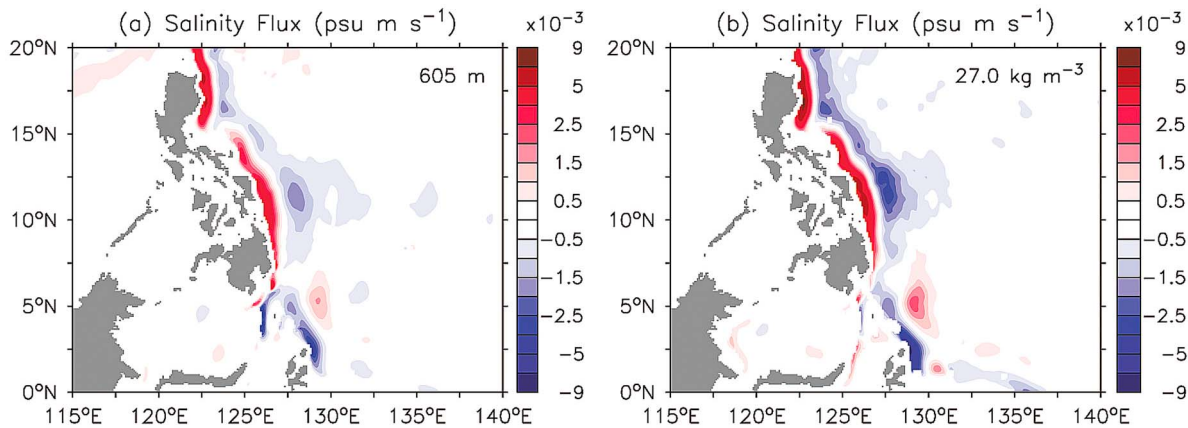 (a) Salinity Flux (psu m s⁻¹)
×10⁻³
605 m
20°N
15°N
10°N
5°N
0°N
115°E 120°E 125°E 130°E 135°E 140°E
9
5
2.5
1.5
0.5
−0.5
−1.5
−2.5
−5
−9
(b) Salinity Flux (psu m s⁻¹)
×10⁻³
27.0 kg m⁻³
20°N
15°N
10°N
5°N
0°N
115°E 120°E 125°E 130°E 135°E 140°E
9
5
2.5
1.5
0.5
−0.5
−1.5
−2.5
−5
−9